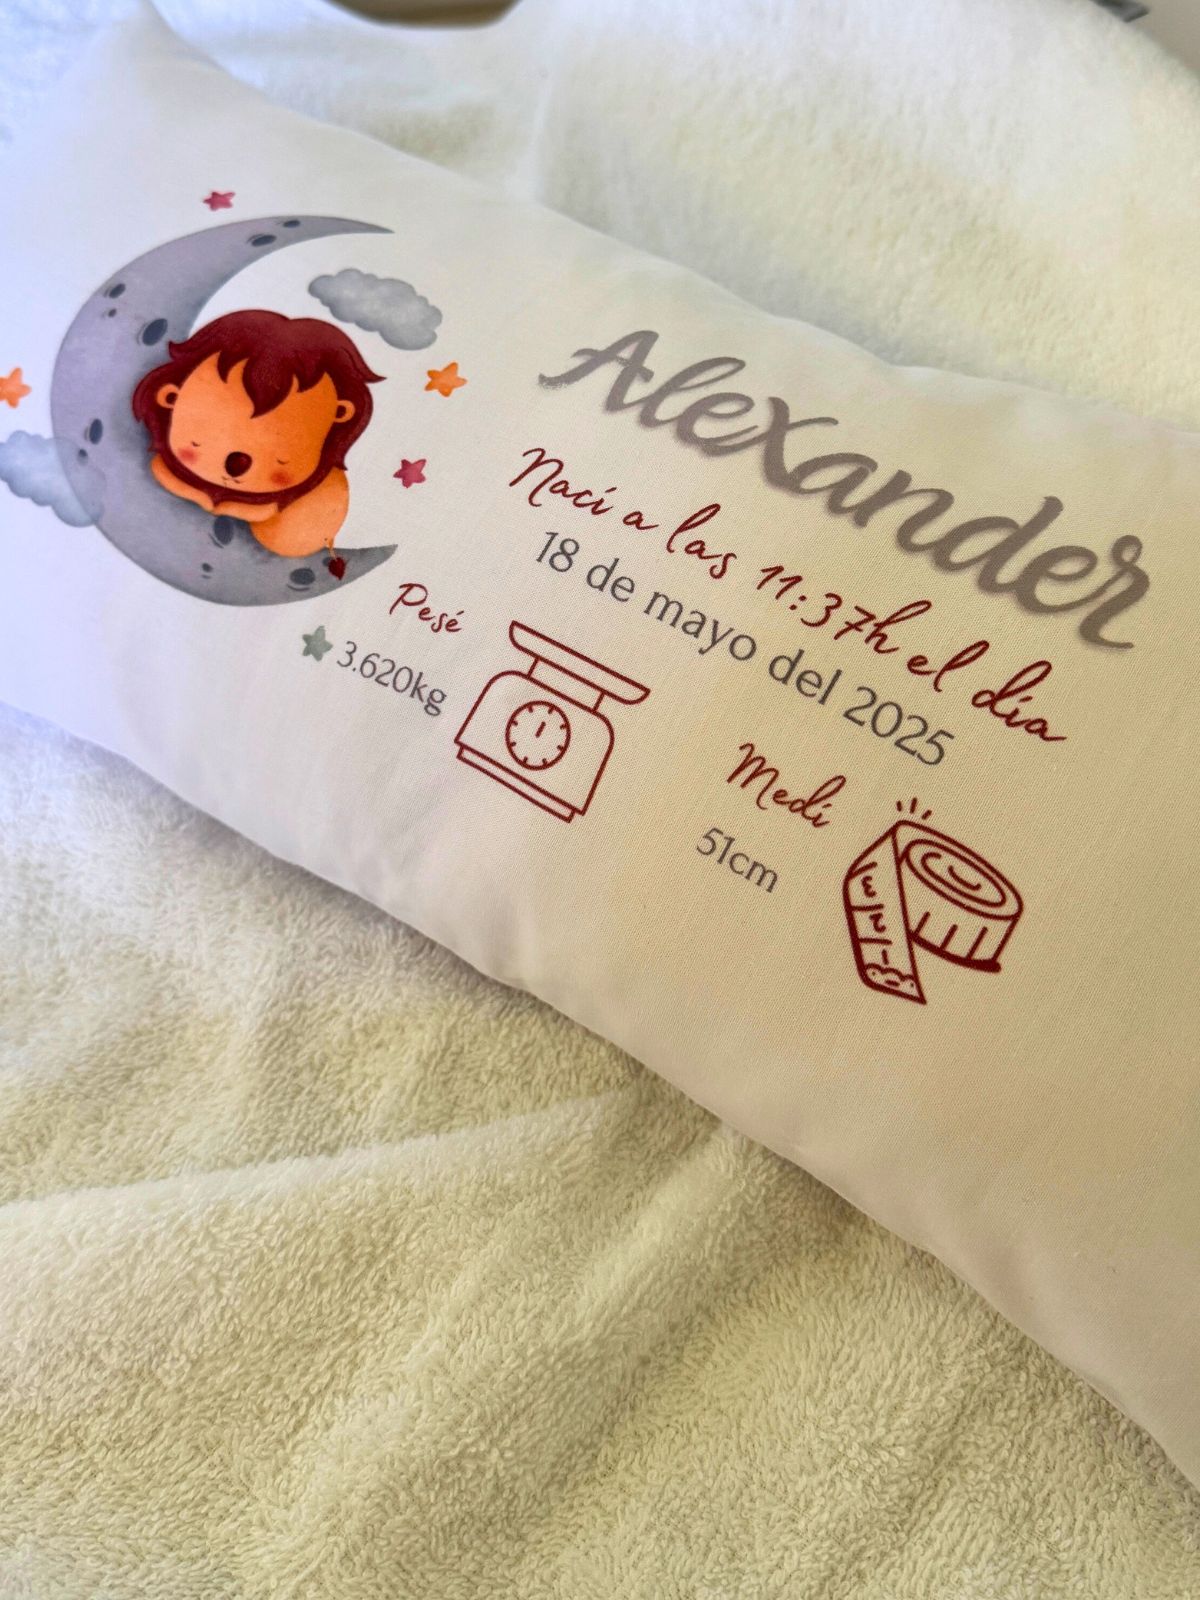 Alexander
Nací a las 11:37h el día
18 de mayo del 2025
Pesé
3.620kg
Medí
51cm